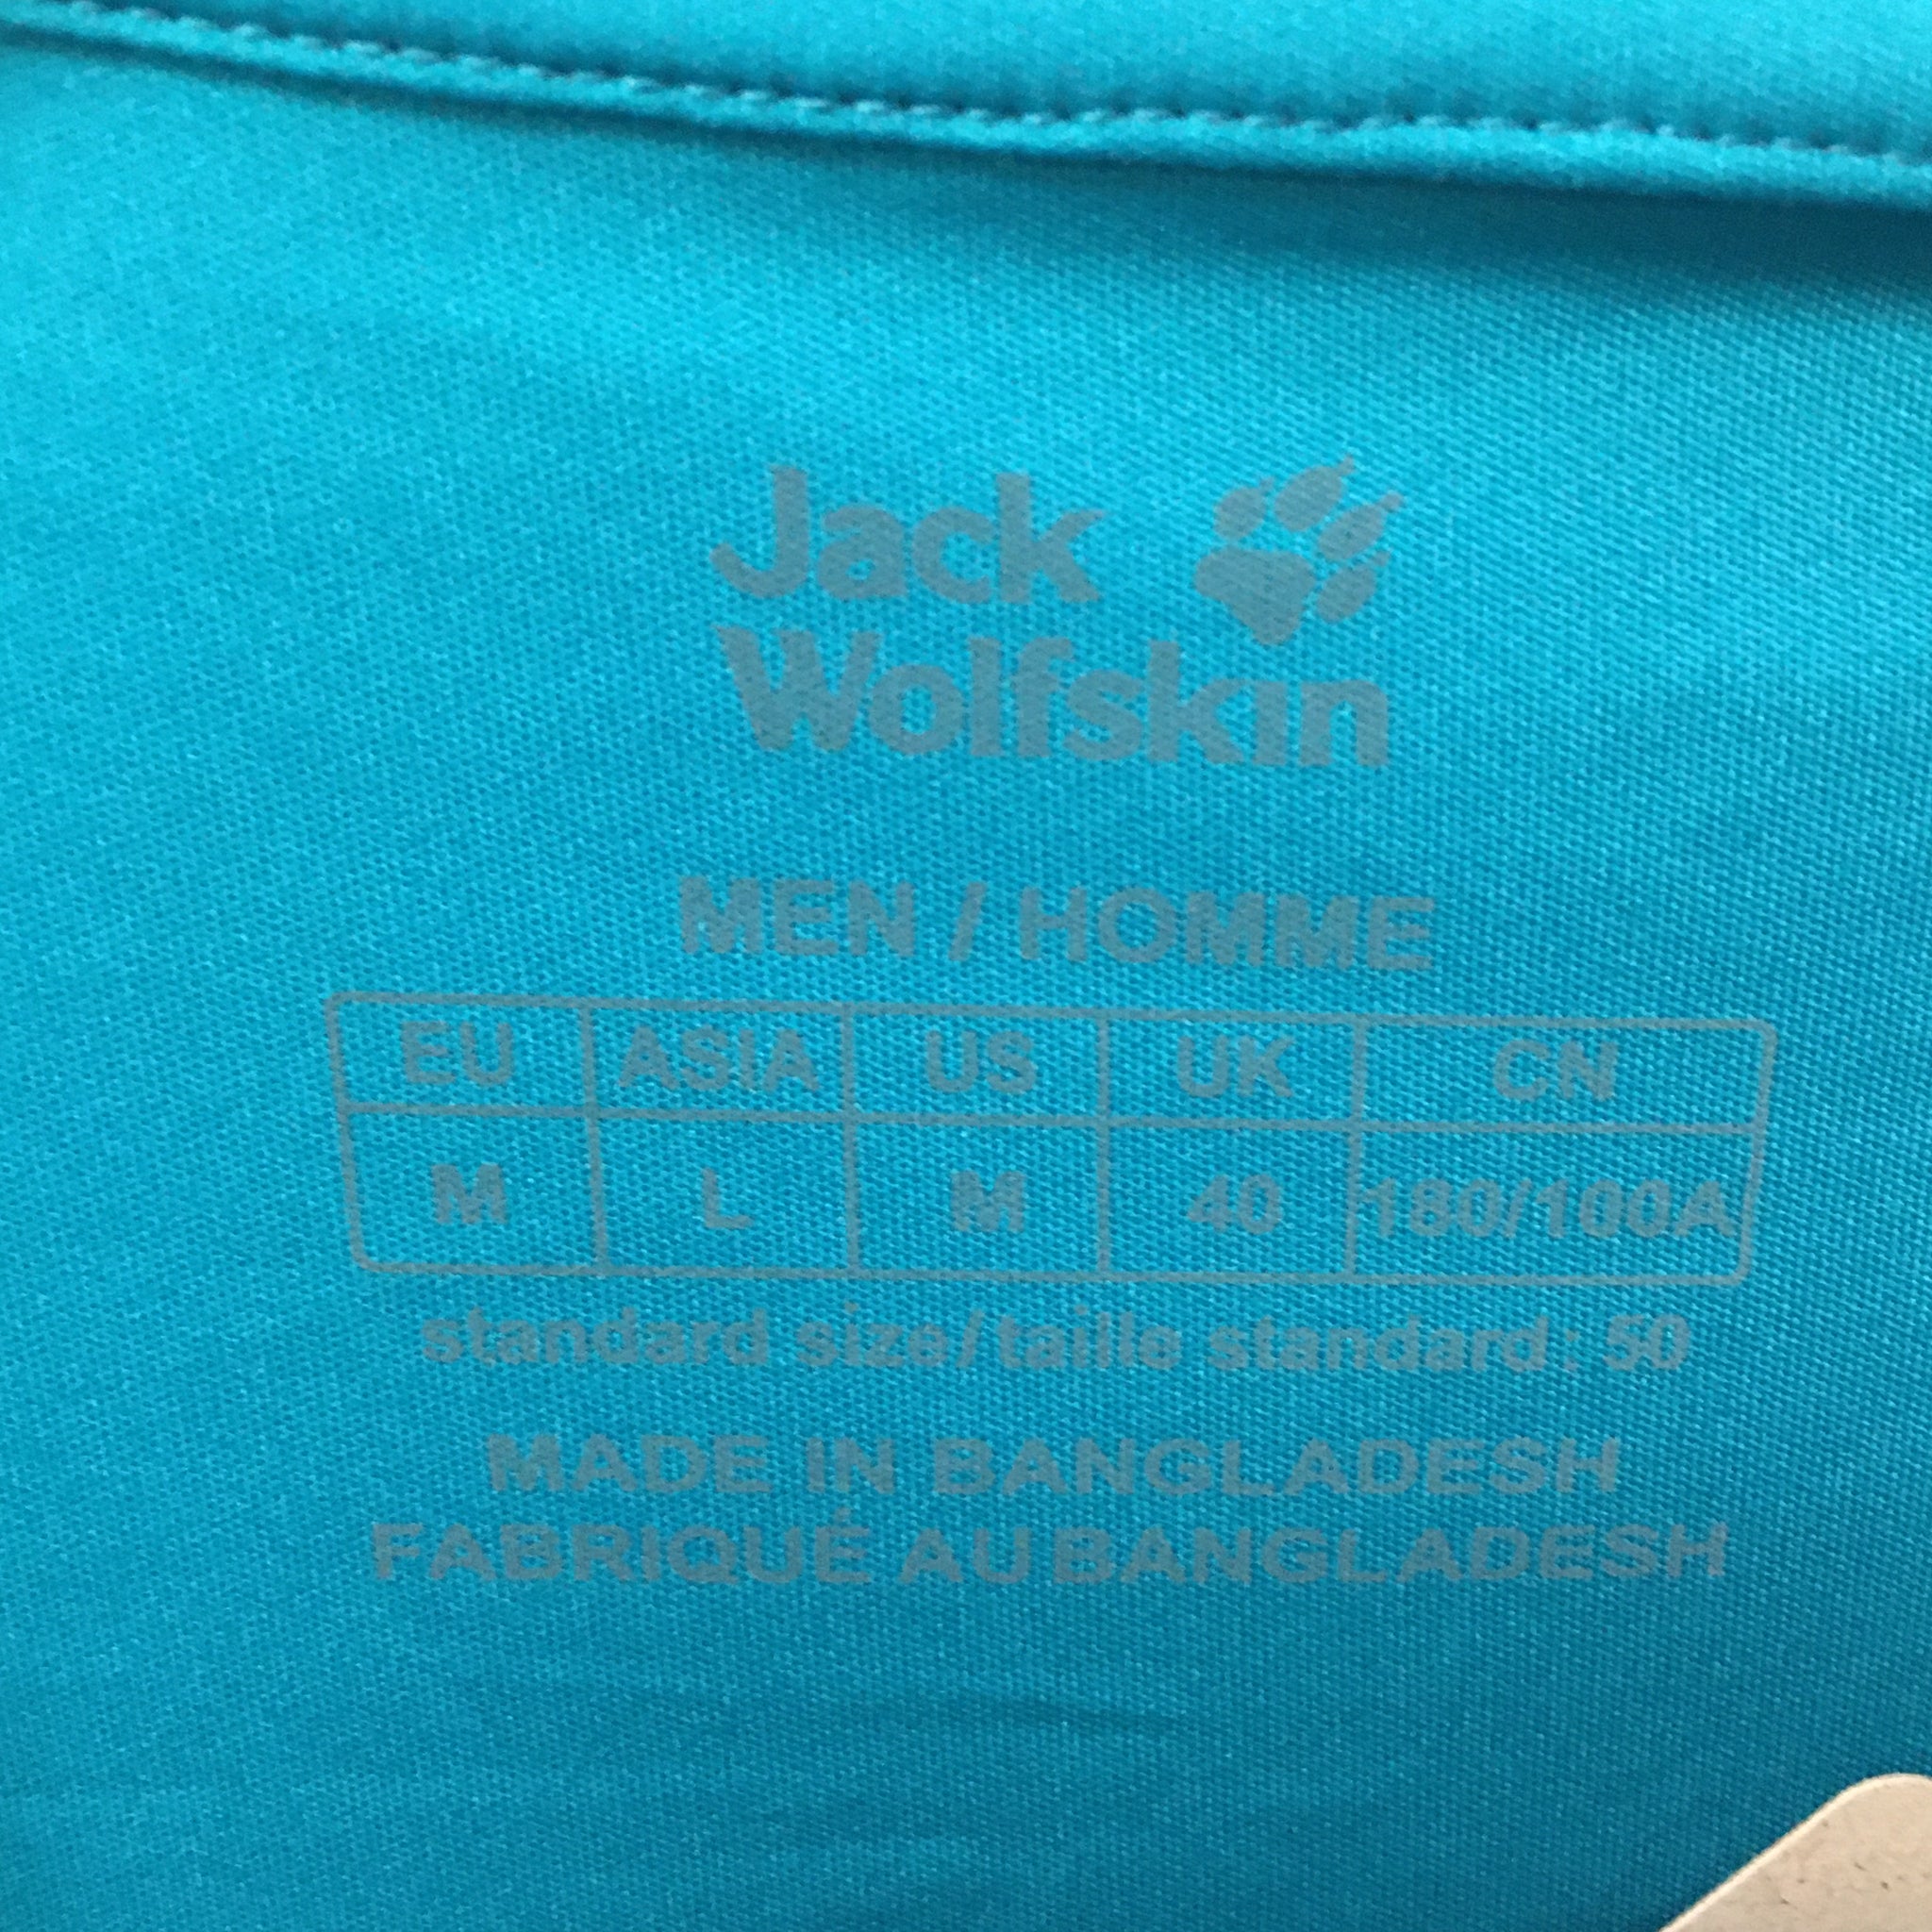 Jack
Wolfskin
MEN / HOMME
EU ASIA US UK CN
M L M 40 180/100A
standard size/taille standard: 50
MADE IN BANGLADESH
FABRIQUÉ AU BANGLADESH